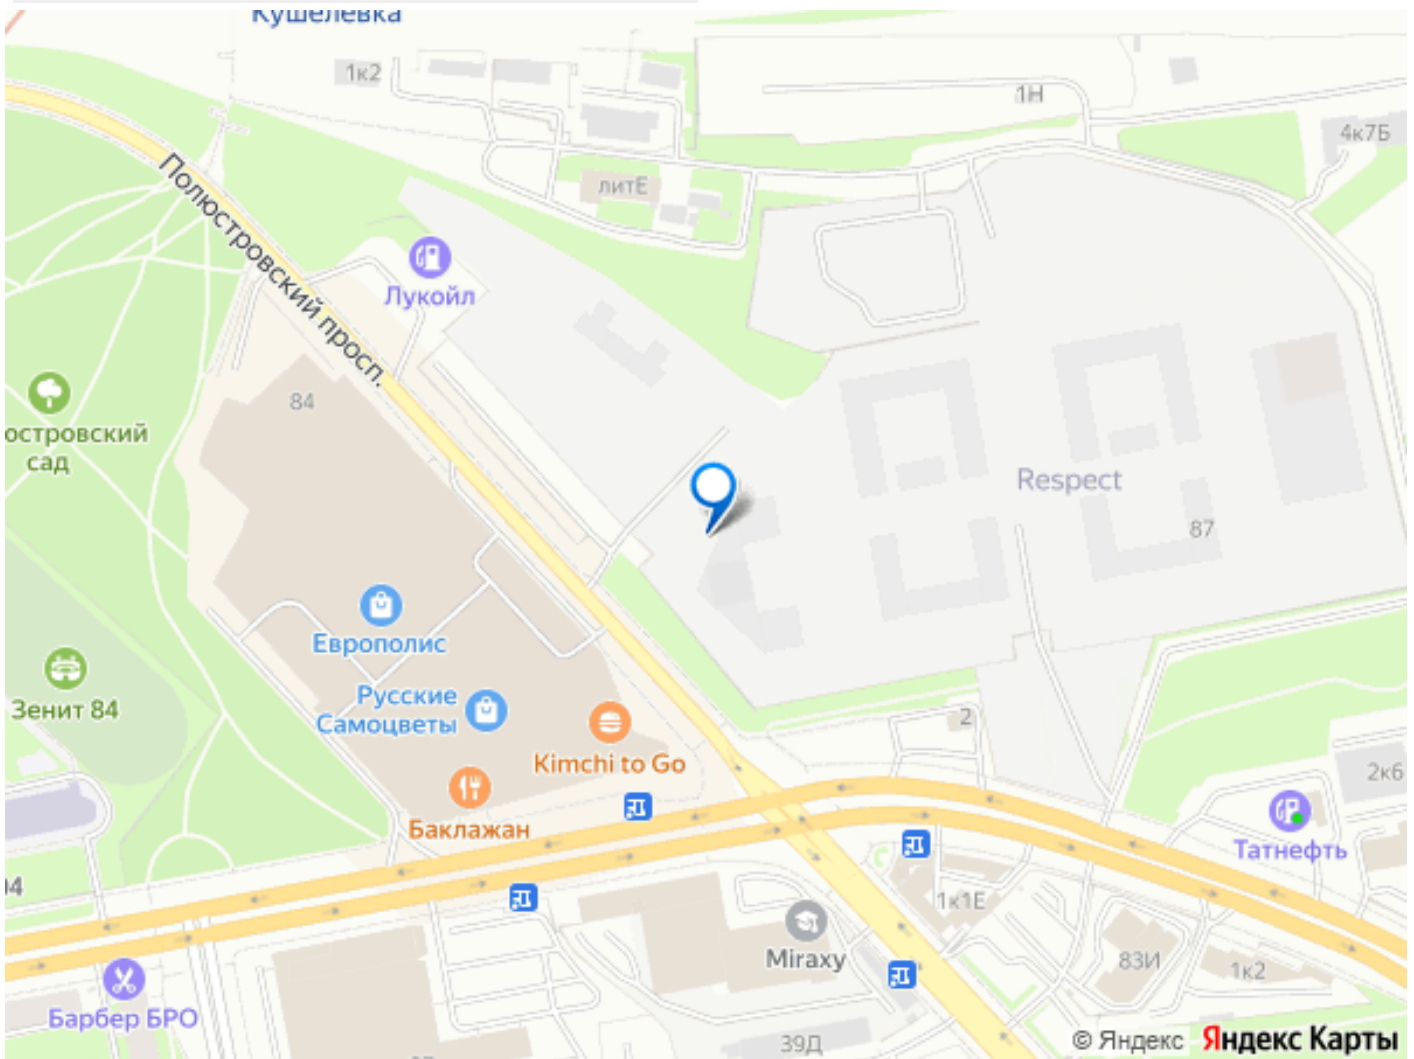 Кушелевка
1к2
1Н
4к7Б
литЕ
Полюстровский просп.
Лукойл
84
юстровский
сад
Respect
87
Европолис
Зенит 84
Русские
Самоцветы
2
Kimchi to Go
2к6
Баклажан
Татнефть
1к1Е
Miraxy
83И
1к2
Барбер БРО
39Д
© Яндекс Яндекс Карты